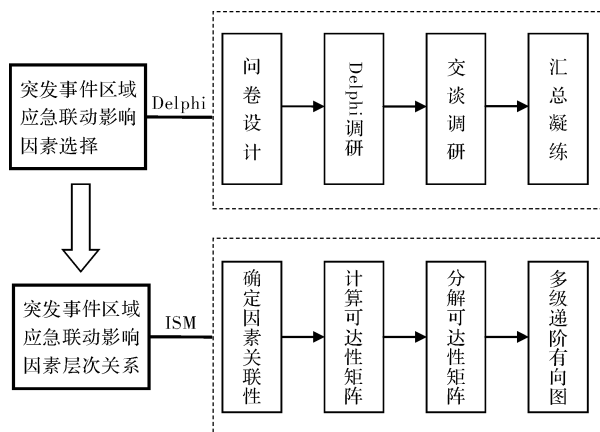 突发事件区域
应急联动影响
因素选择
Delphi
问卷设计
Delphi调研
交谈调研
汇总凝练
突发事件区域
应急联动影响
因素层次关系
ISM
确定因素关联性
计算可达性矩阵
分解可达性矩阵
多级递阶有向图